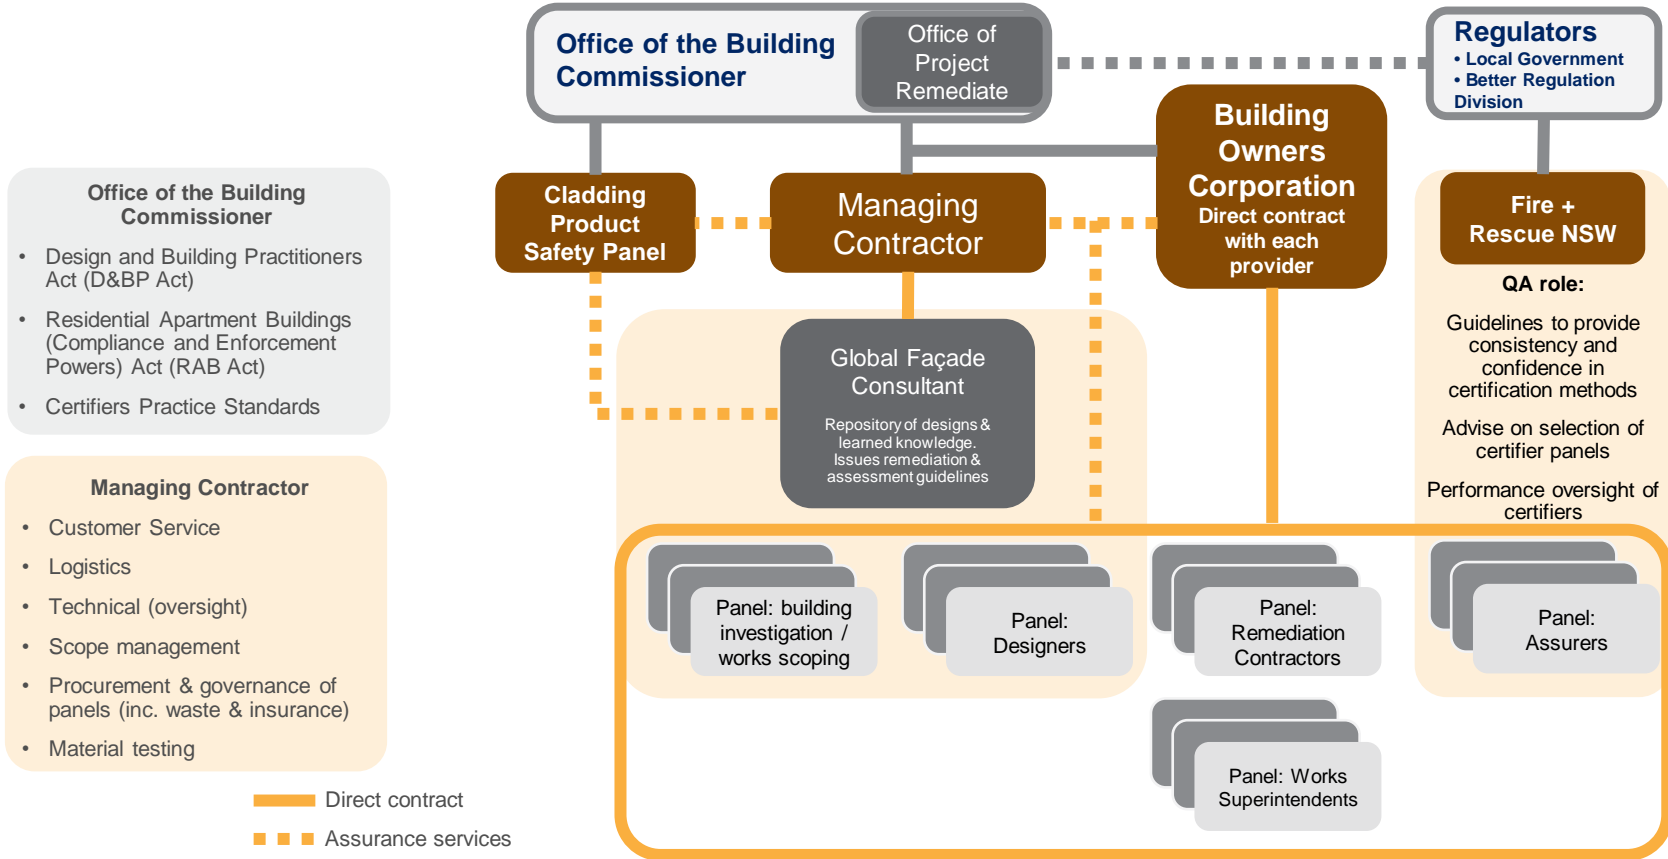 Office of the Building
Commissioner
Office of
Project
Remediate
Regulators
• Local Government
• Better Regulation
Division
Building
Owners
Corporation
Direct contract
with each
provider
Cladding
Product
Safety Panel
Managing
Contractor
Fire +
Rescue NSW
QA role:
Guidelines to provide
consistency and
confidence in
certification methods
Advise on selection of
certifier panels
Performance oversight of
certifiers
Office of the Building
Commissioner
• Design and Building Practitioners
Act (D&BP Act)
• Residential Apartment Buildings
(Compliance and Enforcement
Powers) Act (RAB Act)
• Certifiers Practice Standards
Global Façade
Consultant
Repository of designs &
learned knowledge.
Issues remediation &
assessment guidelines
Managing Contractor
• Customer Service
• Logistics
• Technical (oversight)
• Scope management
• Procurement & governance of
panels (inc. waste & insurance)
• Material testing
Panel: building
investigation /
works scoping
Panel:
Designers
Panel:
Remediation
Contractors
Panel:
Assurers
Panel: Works
Superintendents
Direct contract
Assurance services